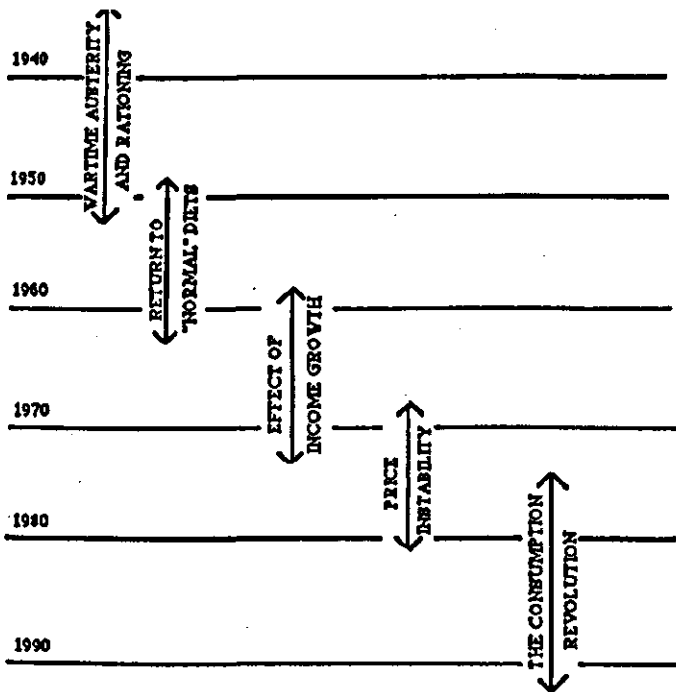 1940
WARTIME AUSTERITY
AND RATIONING
1950
RETURN TO
"NORMAL" DIETS
1960
EFFECT OF
INCOME GROWTH
1970
PRICE
INSTABILITY
1980
THE CONSUMPTION
REVOLUTION
1990